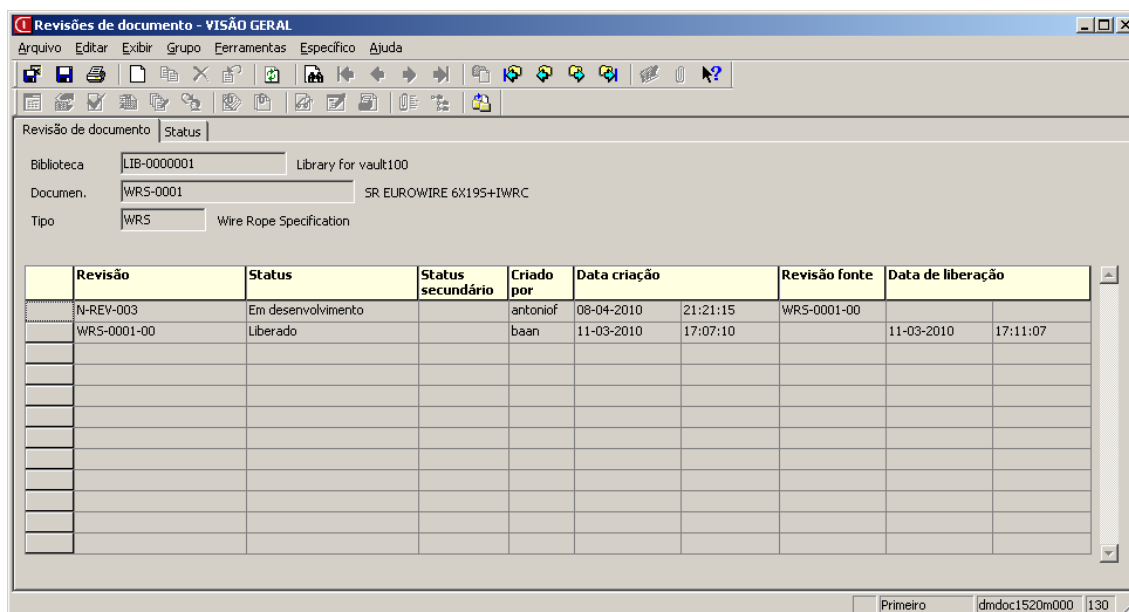 Revisões de documento - VISÃO GERAL
Arquivo Editar Exibir Grupo Ferramentas Específico Ajuda
Revisão de documento Status
Biblioteca LIB-0000001 Library for vault100
Documen. WRS-0001 SR EUROWIRE 6X19S+IWRC
Tipo WRS Wire Rope Specification
Revisão Status Status secundário Criado por Data criação Revisão fonte Data de liberação
N-REV-003 Em desenvolvimento antoniof 08-04-2010 21:21:15 WRS-0001-00
WRS-0001-00 Liberado baan 11-03-2010 17:07:10 11-03-2010 17:11:07
Primeiro dmdoc1520m000 130